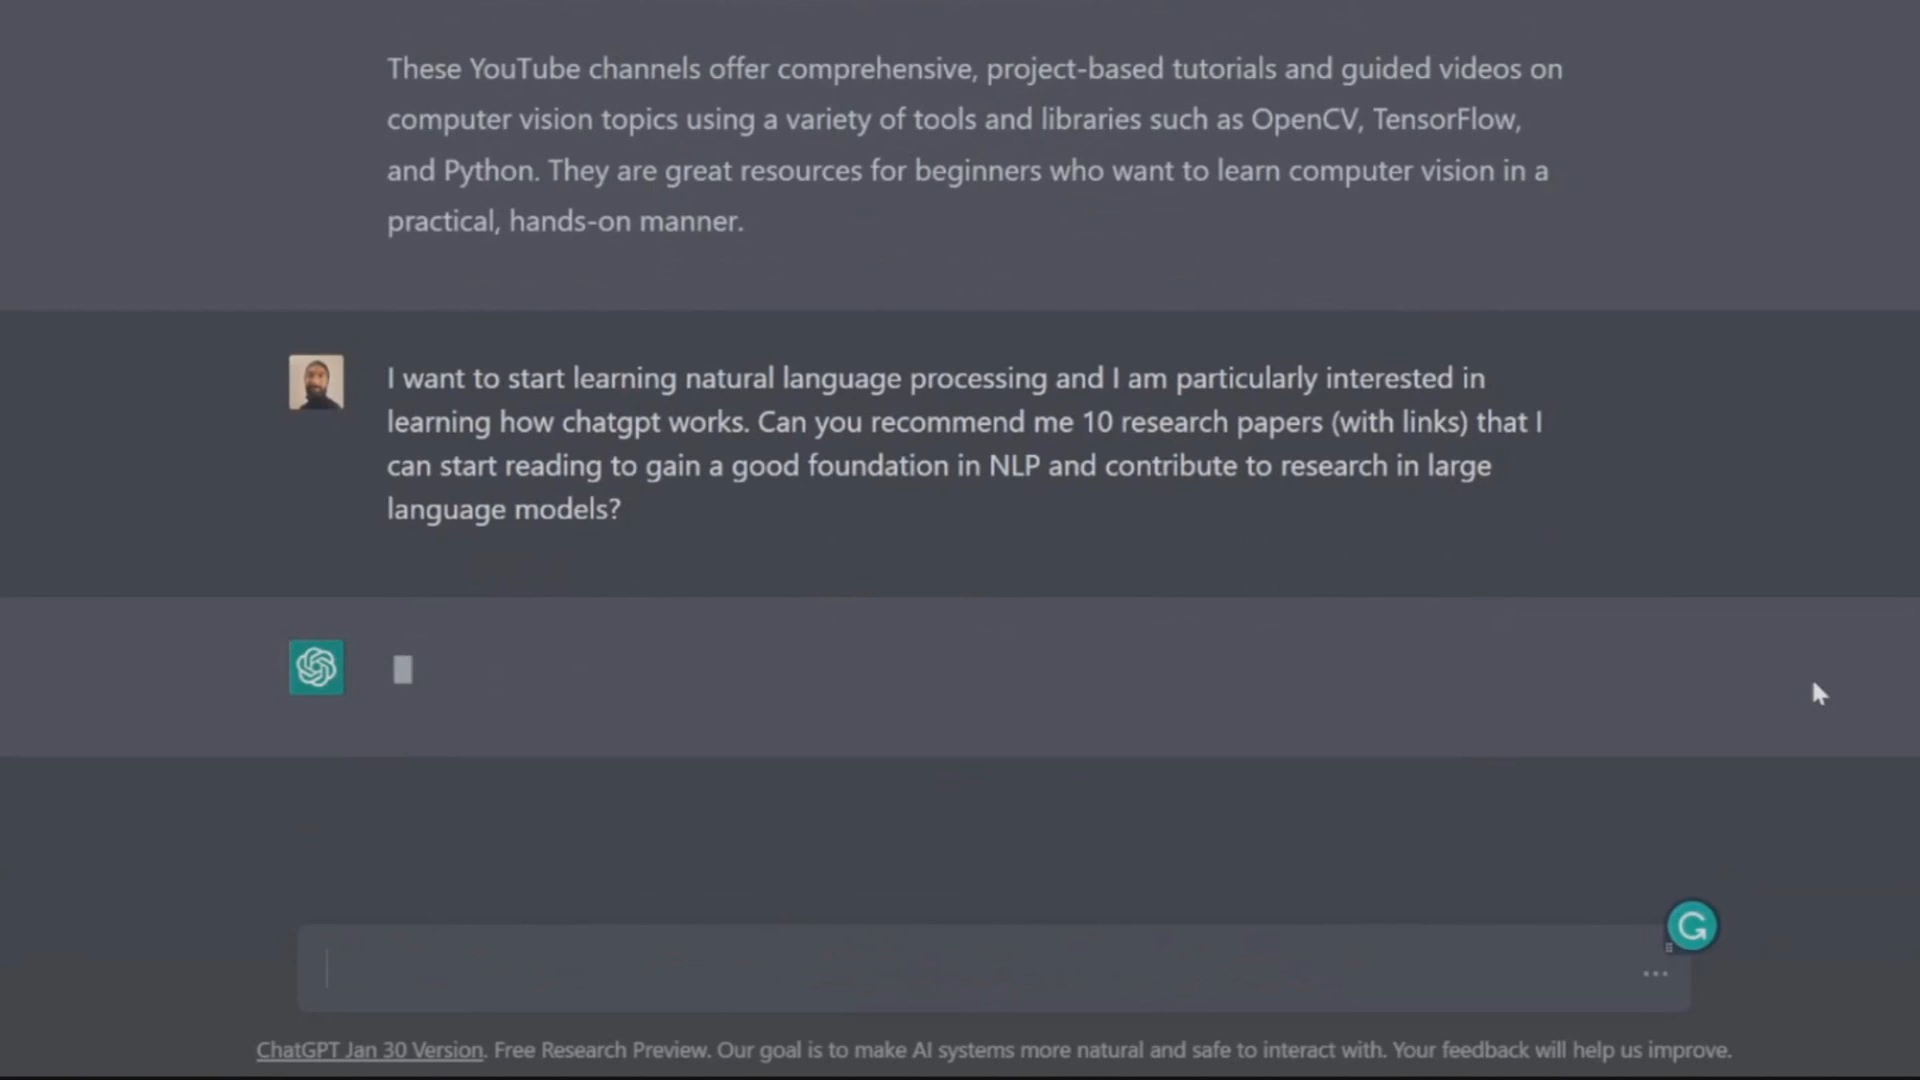 These YouTube channels offer comprehensive, project-based tutorials and guided videos on
computer vision topics using a variety of tools and libraries such as OpenCV, TensorFlow,
and Python. They are great resources for beginners who want to learn computer vision in a
practical, hands-on manner.
I want to start learning natural language processing and I am particularly interested in
learning how chatgpt works. Can you recommend me 10 research papers (with links) that I
can start reading to gain a good foundation in NLP and contribute to research in large
language models?
ChatGPT Jan 30 Version. Free Research Preview. Our goal is to make AI systems more natural and safe to interact with. Your feedback will help us improve.